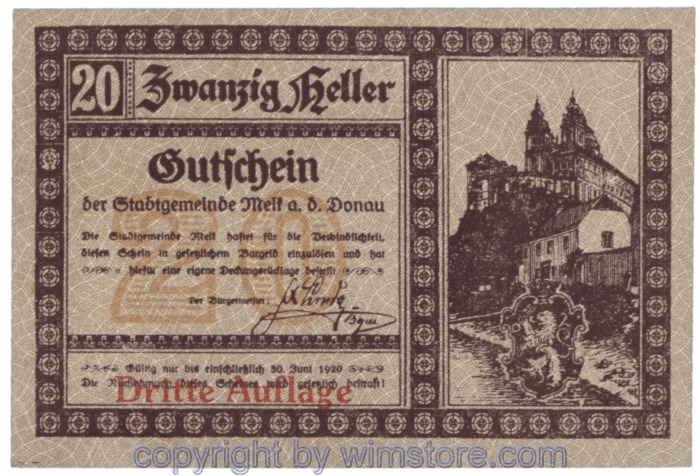 20 Zwanzig Heller
Gutschein
der Stadtgemeinde Melk a. d. Donau
20
Die Stadtgemeinde Melk haftet für die Verbindlichkeit,
diesen Schein in gesetzlichem Bargeld einzulösen und hat
hiefür eine eigene Deckungsrücklage bestellt
Der Bürgermeister:
Gültig nur bis einschließlich 30. Juni 1920
Die Nachahmung dieses Scheines wird gesetzlich bestraft!
Dritte Auflage
copyright by wimstore.com